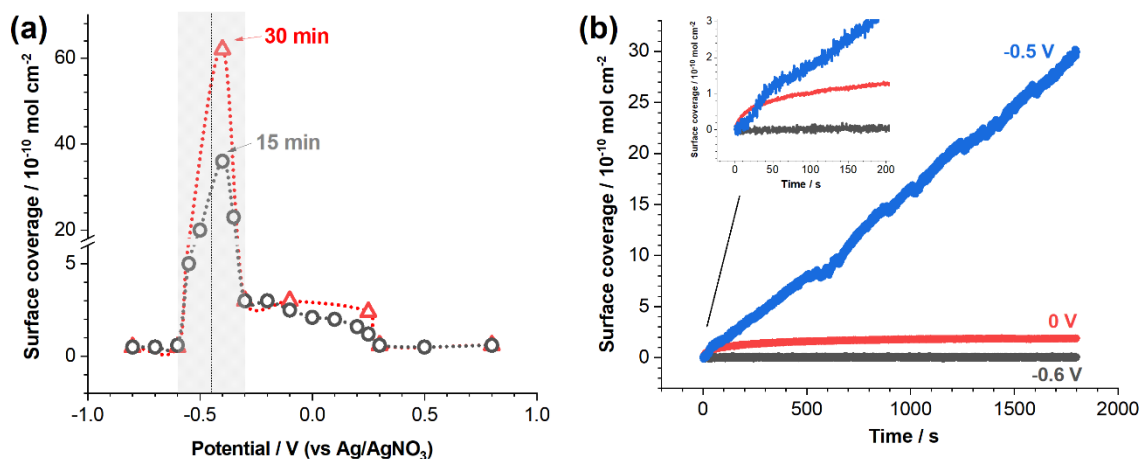 (a)
30 min
15 min
Surface coverage / 10⁻¹⁰ mol cm⁻²
60
40
20
5
0
-1.0 -0.5 0.0 0.5 1.0
Potential / V (vs Ag/AgNO₃)
(b)
Surface coverage / 10⁻¹⁰ mol cm⁻²
30
25
20
15
10
5
0
0 500 1000 1500 2000
Time / s
-0.5 V
0 V
-0.6 V
Surface coverage / 10⁻¹⁰ mol cm⁻²
3
2
1
0
0 50 100 150 200
Time / s